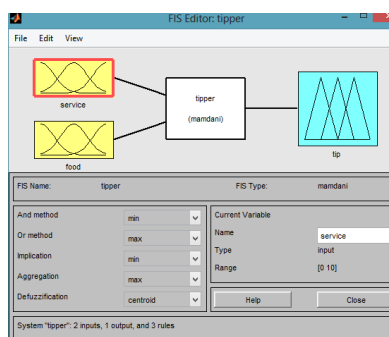 FIS Editor: tipper
File Edit View
service
food
tipper
(mamdani)
tip
FIS Name: tipper FIS Type: mamdani
And method min
Or method max
Implication min
Aggregation max
Defuzzification centroid
Current Variable
Name service
Type input
Range [0 10]
Help Close
System "tipper": 2 inputs, 1 output, and 3 rules